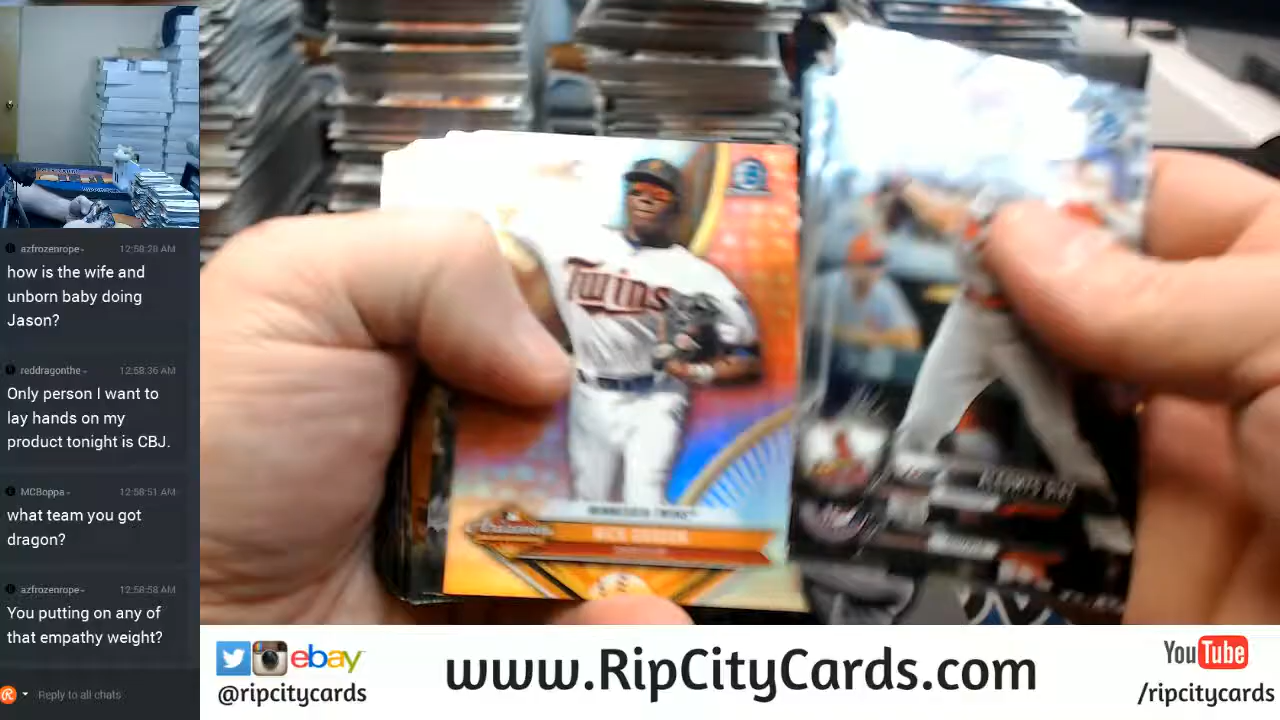 azfrozenrope
12:58:28 AM
how is the wife and
unborn baby doing
Jason?
reddragonthe
12:58:36 AM
Only person I want to
lay hands on my
product tonight is CBJ.
MCBoppa
12:58:51 AM
what team you got
dragon?
azfrozenrope
12:58:58 AM
You putting on any of
that empathy weight?
Reply to all chats
Twins
MINNESOTA TWINS
NICK GORDON
ebay
@ripcitycards
www.RipCityCards.com
YouTube
/ripcitycards